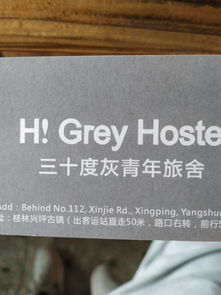 H! Grey Hoste
三十度灰青年旅舍
Add : Behind No.112, Xinjie Rd., Xingping, Yangshu
址:桂林兴坪古镇(出客运站直走50米,路口右转,前行5